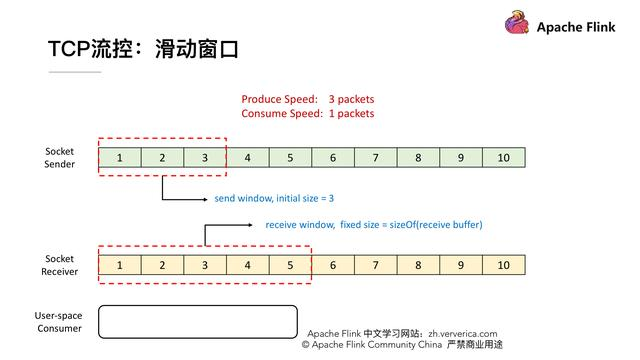 Apache Flink
TCP流控：滑动窗口
Produce Speed: 3 packets
Consume Speed: 1 packets
Socket
Sender
1 2 3 4 5 6 7 8 9 10
send window, initial size = 3
receive window, fixed size = sizeOf(receive buffer)
Socket
Receiver
1 2 3 4 5 6 7 8 9 10
User-space
Consumer
Apache Flink 中文学习网站：zh.ververica.com
© Apache Flink Community China 严禁商业用途